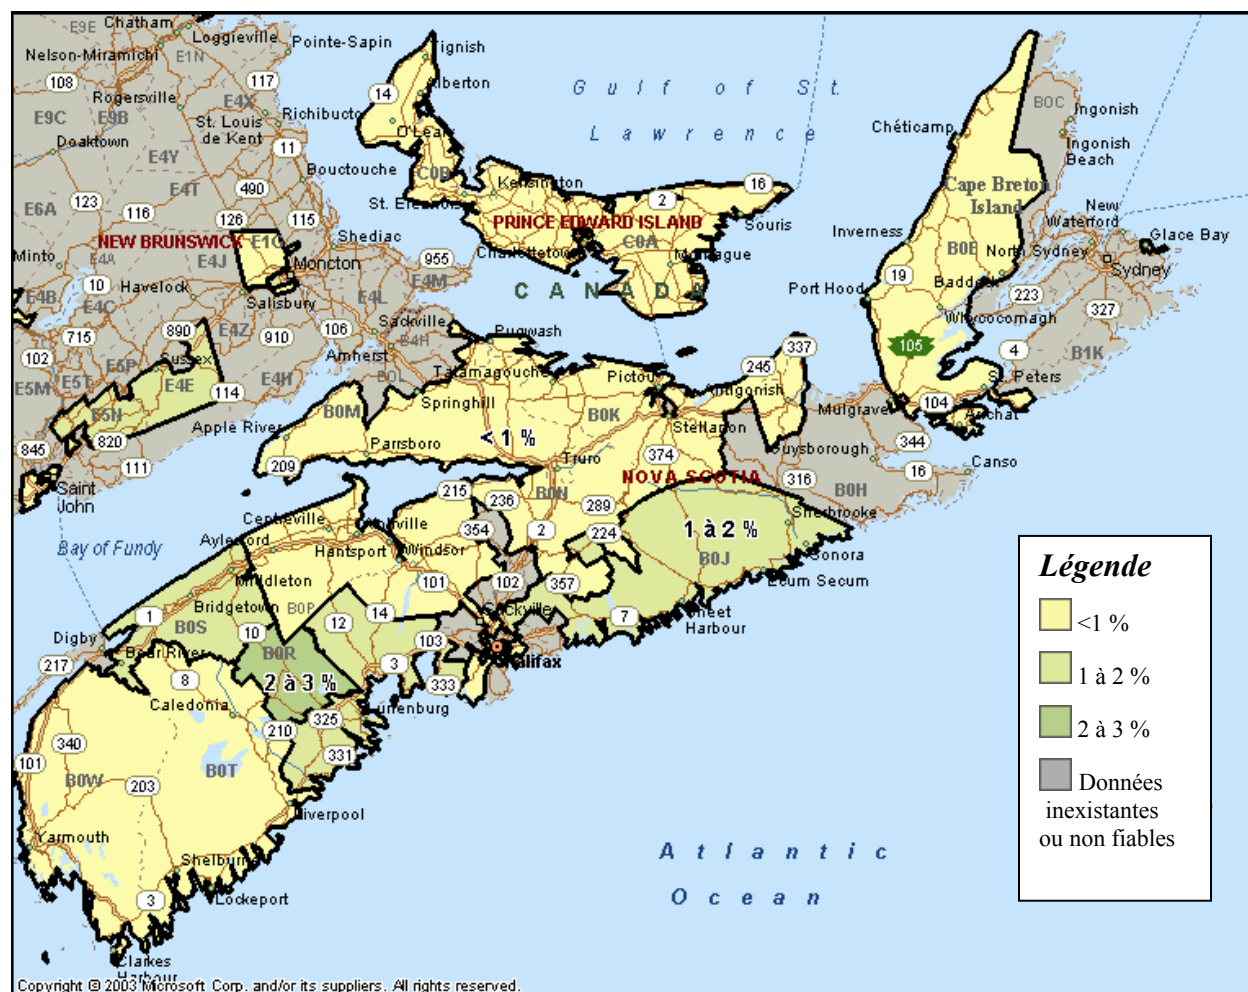 E9E
Chatham
Loggieville
Pointe-Sapin
Nelson-Miramichi
E1N
108
117
Rogersville
E4X
Richibucto
E9C
E9B
St. Louis
de Kent
Doaktown
11
E4Y
Bouctouche
E4T
490
123
E6A
116
126
115
NEW BRUNSWICK
E1G
Shediac
Minto
E4A
E4J
Moncton
955
10
Havelock
Salisbury
E4M
E4B
E4C
E4L
715
890
E4Z
910
106
Sackville
102
E5P
Sussex
Amherst
B4H
E5M
E5T
E4E
114
E4H
B0L
E5N
820
Apple River
845
111
Saint
John
Tignish
14
Alberton
O'Leary
C0B
Kensington
St. Eleanors
2
16
PRINCE EDWARD ISLAND
Souris
C0A
Charlottetown
Montague
CANADA
Gulf of St.
Lawrence
B0C
Ingonish
Chéticamp
Ingonish
Beach
Cape Breton
Island
New
Waterford
Inverness
B0E
North
Sydney
Glace Bay
Sydney
19
Port Hood
Baddeck
223
327
Whycocomagh
105
4
B1K
St. Peters
104
Mulgrave
Arichat
344
Pugwash
337
245
Tatamagouche
Pictou
Antigonish
B0M
Springhill
B0K
Stellarton
Guysborough
Parrsboro
< 1 %
Canso
209
Truro
374
16
NOVA SCOTIA
316
B0H
215
236
B0N
289
Sherbrooke
Centreville
Wolfville
354
2
224
1 à 2 %
Aylesford
Hantsport
Windsor
B0J
Sonora
Bay of Fundy
Middleton
101
102
357
Ecum Secum
Bridgetown
B0P
Sackville
Sheet
Harbour
1
14
7
12
B0S
10
103
Digby
B0R
Halifax
Bear River
3
217
2 à 3 %
333
8
Lunenburg
Caledonia
325
210
340
331
101
B0W
B0T
203
Liverpool
Yarmouth
Shelburne
3
Lockeport
Clarkes
Harbour
Atlantic
Ocean
Légende
<1 %
1 à 2 %
2 à 3 %
Données
inexistantes
ou non fiables
Copyright © 2003 Microsoft Corp. and/or its suppliers. All rights reserved.